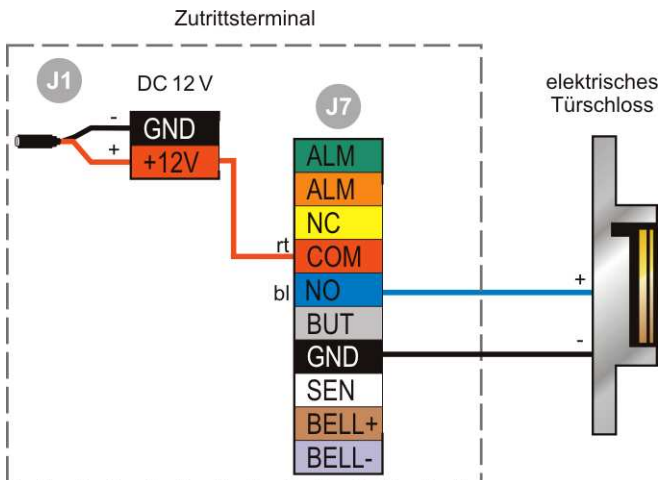 Zutrittsterminal
J1
DC 12 V
-
GND
+
+12V
J7
ALM
ALM
NC
rt
COM
bl
NO
BUT
GND
SEN
BELL+
BELL-
elektrisches
Türschloss
+
-